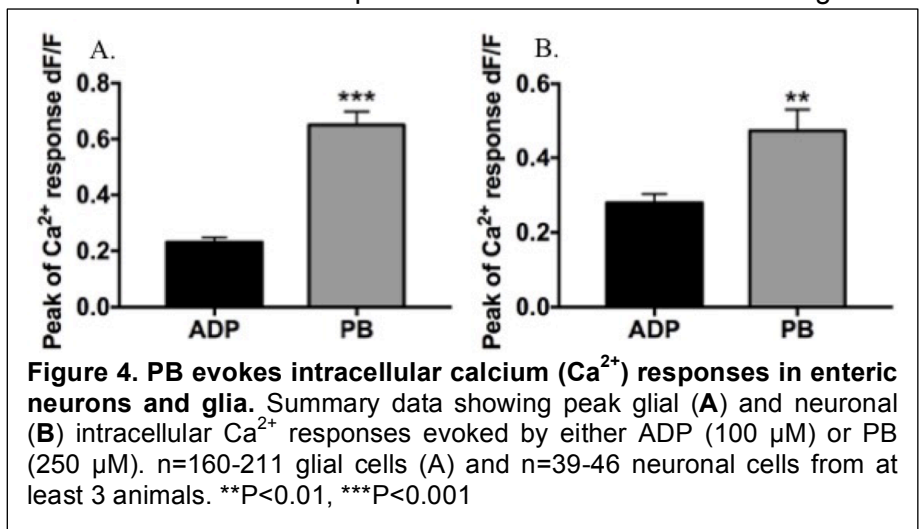 A.
Peak of Ca2+ response dF/F
0.8
0.6
0.4
0.2
0.0
***
ADP
PB
B.
Peak of Ca2+ response dF/F
0.6
0.4
0.2
0.0
**
ADP
PB
Figure 4. PB evokes intracellular calcium (Ca2+) responses in enteric
neurons and glia. Summary data showing peak glial (A) and neuronal
(B) intracellular Ca2+ responses evoked by either ADP (100 µM) or PB
(250 µM). n=160-211 glial cells (A) and n=39-46 neuronal cells from at
least 3 animals. **P<0.01, ***P<0.001